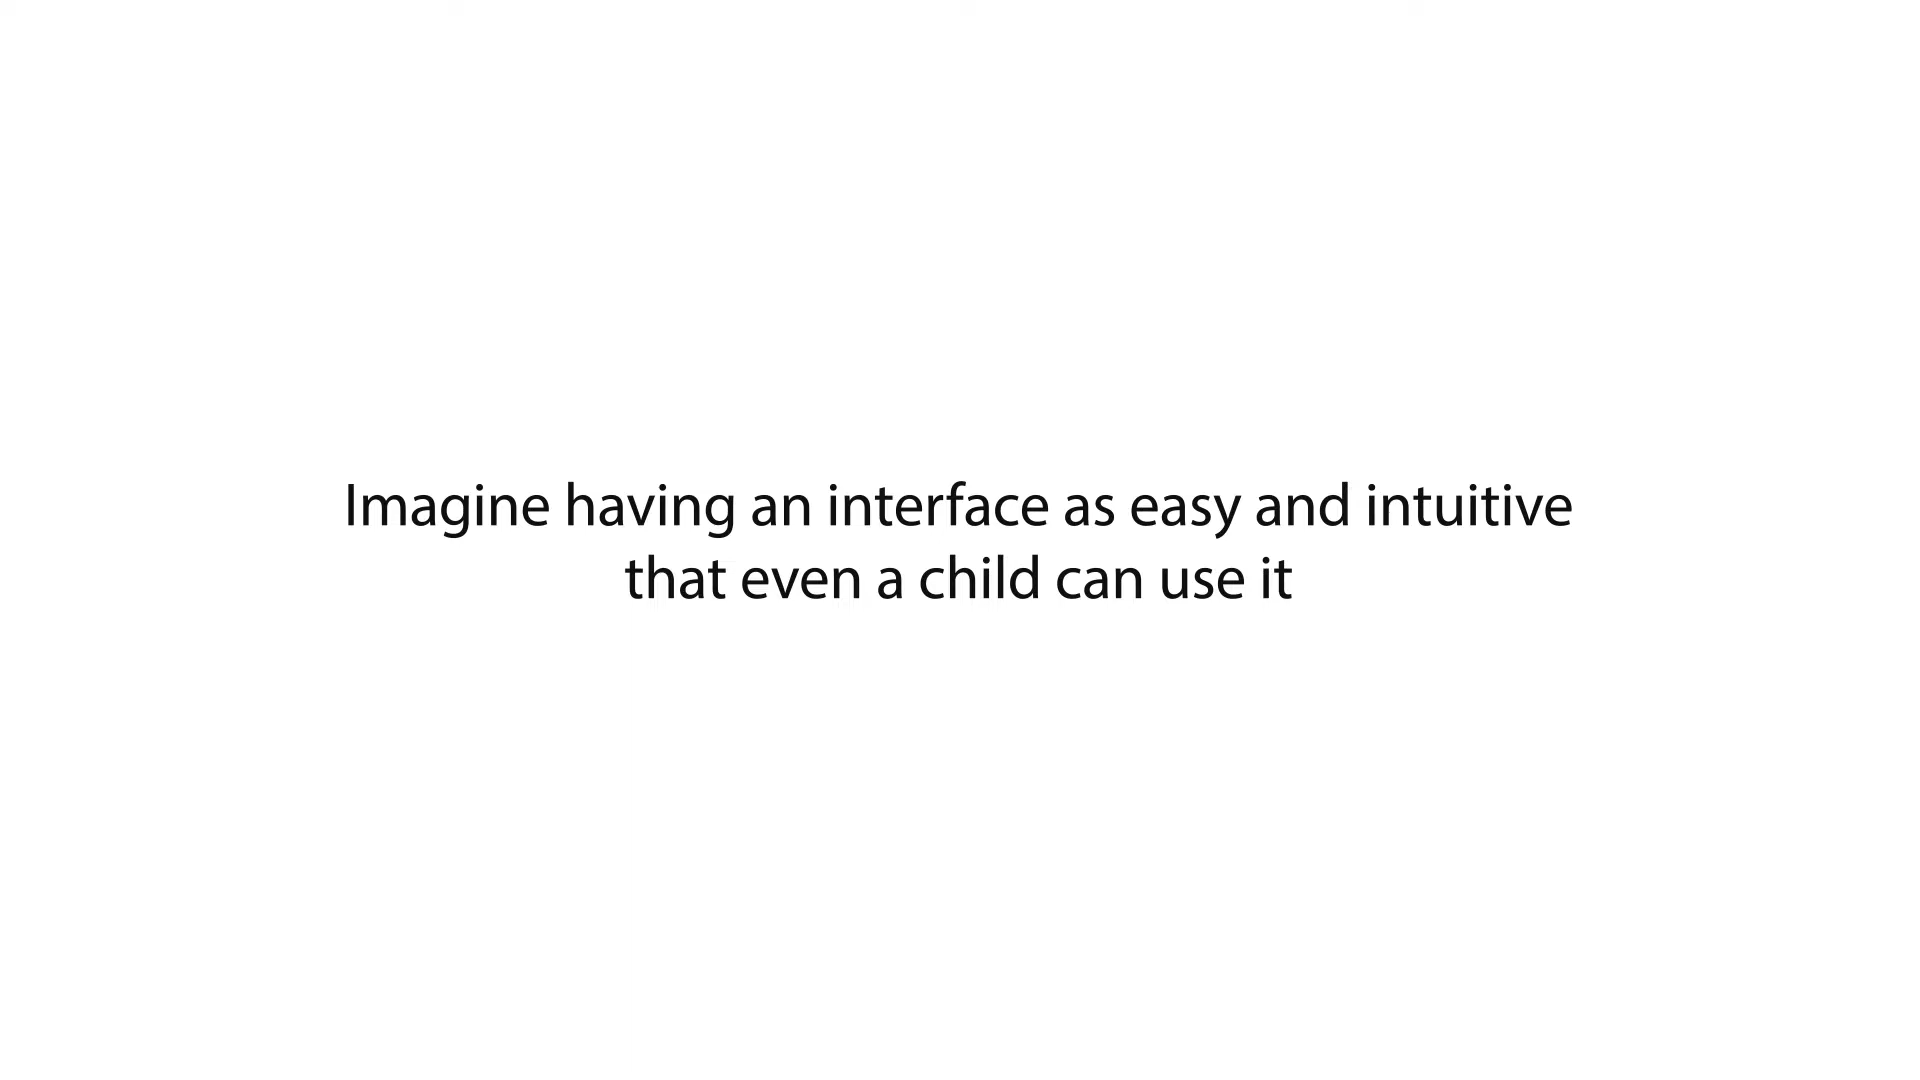 Imagine having an interface as easy and intuitive
that even a child can use it